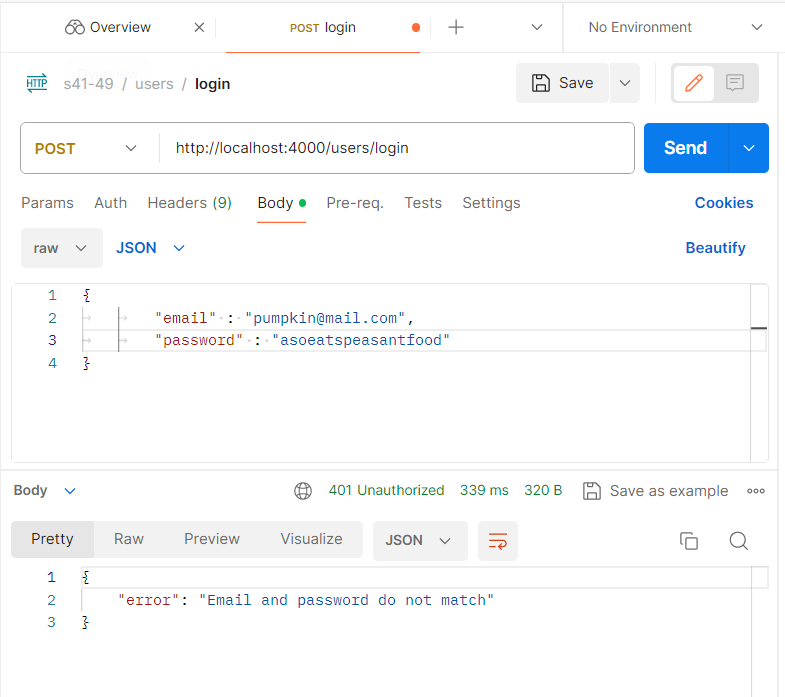 Overview
POST login
No Environment
HTTP s41-49 / users / login
Save
POST http://localhost:4000/users/login
Send
Params Auth Headers (9) Body Pre-req. Tests Settings Cookies
raw JSON Beautify
1 {
2 "email" : "pumpkin@mail.com",
3 "password" : "asoeatspeasantfood"
4 }
Body 401 Unauthorized 339 ms 320 B Save as example
Pretty Raw Preview Visualize JSON
1 {
2 "error": "Email and password do not match"
3 }